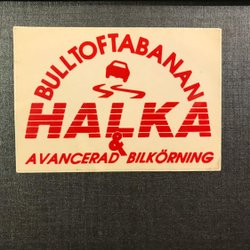 BULLTOFTABANAN
HALKA
&
AVANCERAD BILKÖRNING